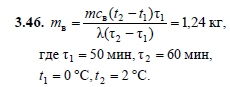 3.46. m_в = mc_в(t₂ – t₁)τ₁ / λ(τ₂ – τ₁) = 1,24 кг,
где τ₁ = 50 мин, τ₂ = 60 мин,
t₁ = 0 °C, t₂ = 2 °C.